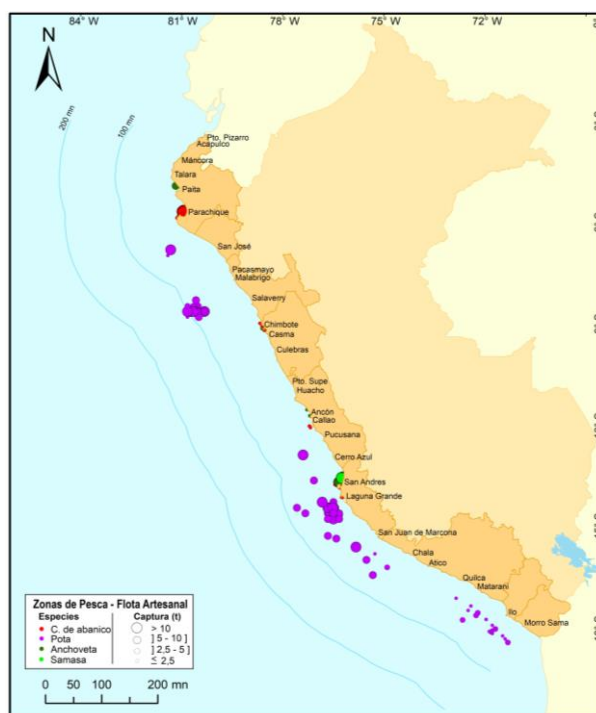 84° W 81° W 78° W 75° W 72° W
N
200 mn
100 mn
Pto. Pizarro
Acapulco
Máncora
Talara
Paita
Parachique
San José
Pacasmayo
Malabrigo
Salaverry
Chimbote
Casma
Culebras
Pto. Supe
Huacho
Ancón
Callao
Pucusana
Cerro Azul
San Andres
Laguna Grande
San Juan de Marcona
Chala
Atico
Quilca
Matarani
Ilo
Morro Sama
Zonas de Pesca - Flota Artesanal
Especies Captura (t)
C. de abanico > 10
Pota ] 5 - 10 ]
Anchoveta ] 2,5 - 5 ]
Samasa ≤ 2,5
0 50 100 200 mn